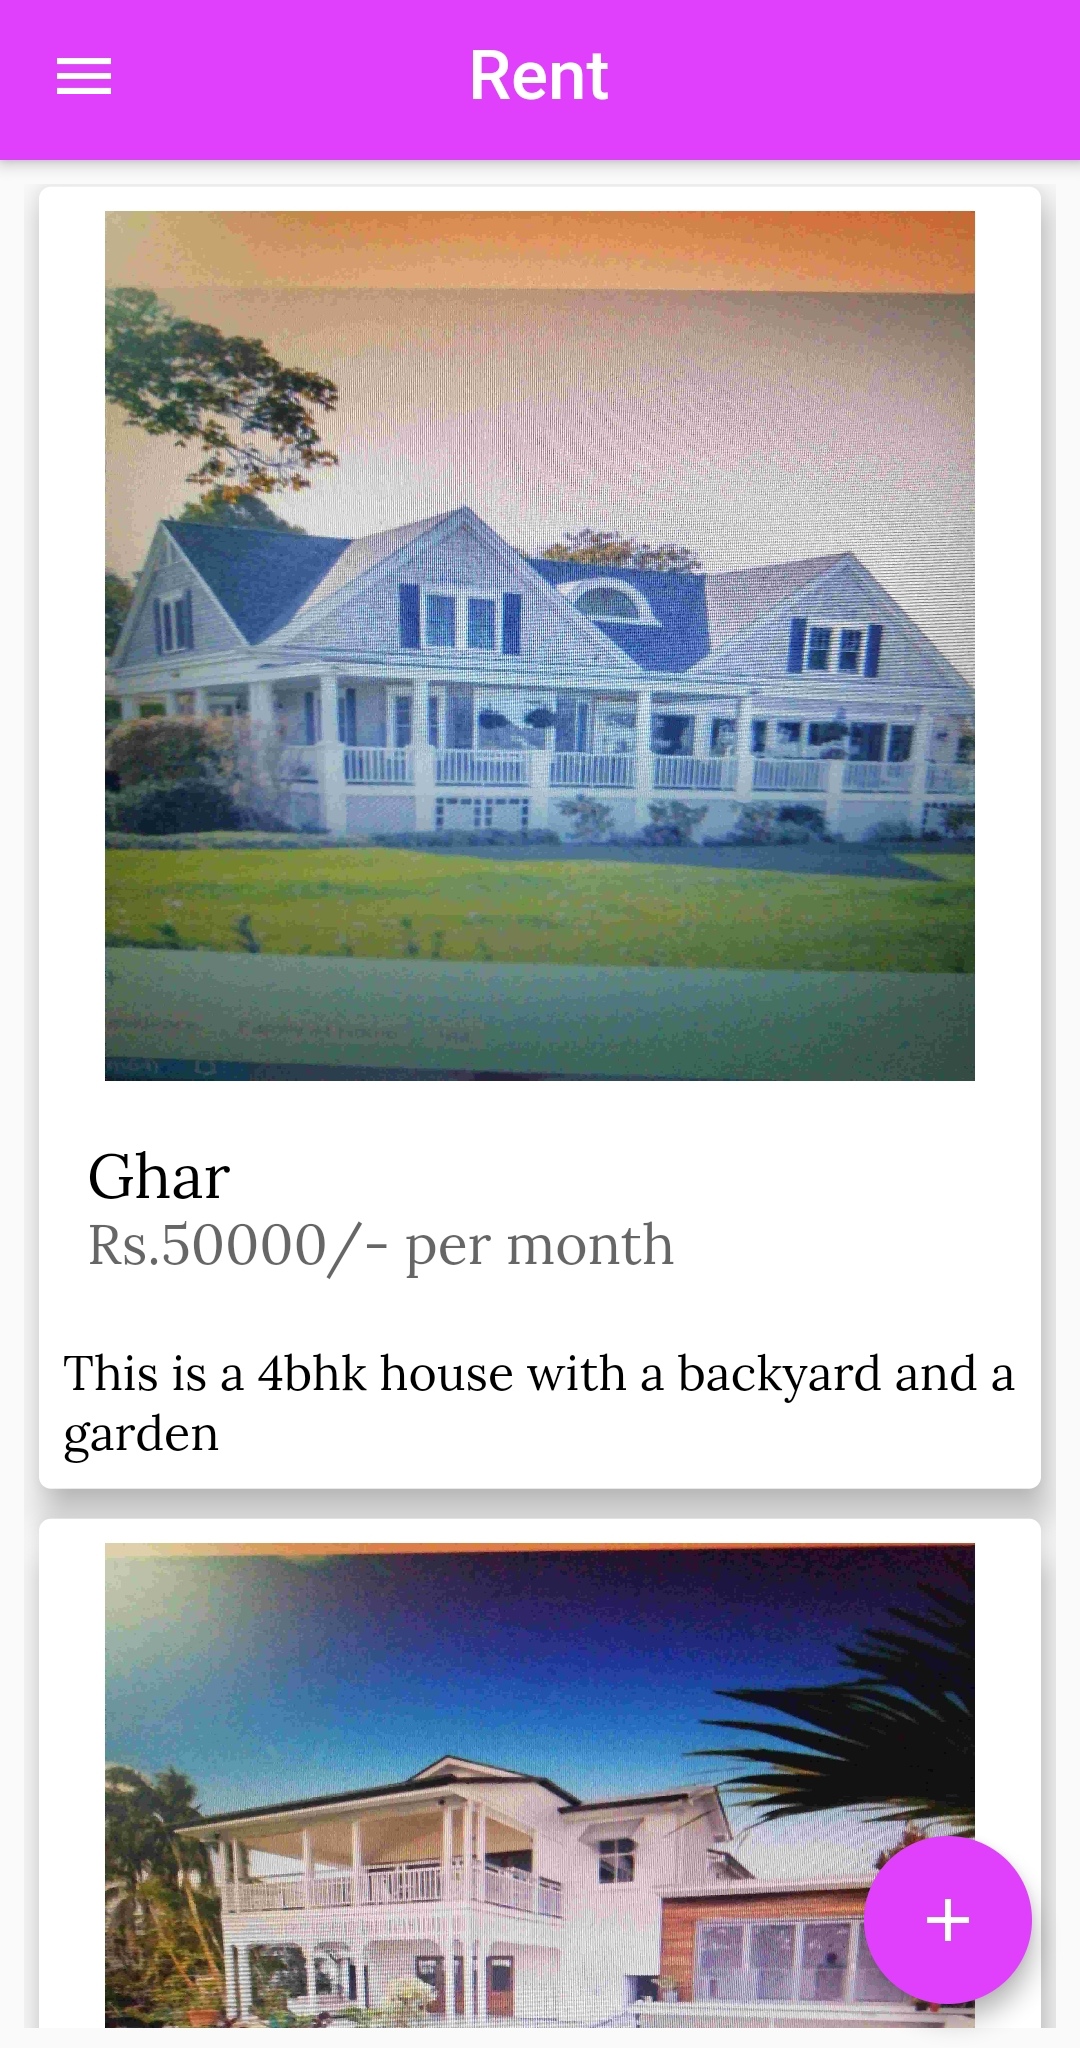 Rent
Ghar
Rs.50000/- per month
This is a 4bhk house with a backyard and a
garden